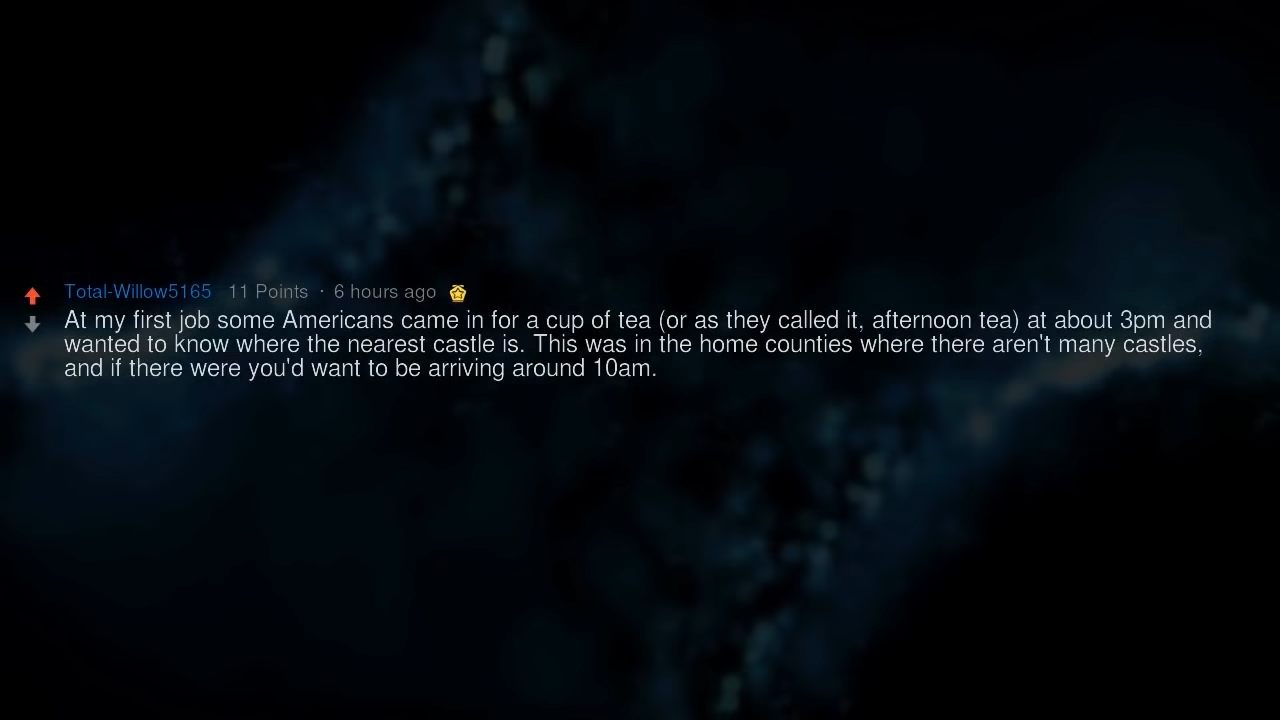 Total-Willow5165 11 Points · 6 hours ago
At my first job some Americans came in for a cup of tea (or as they called it, afternoon tea) at about 3pm and
wanted to know where the nearest castle is. This was in the home counties where there aren't many castles,
and if there were you'd want to be arriving around 10am.